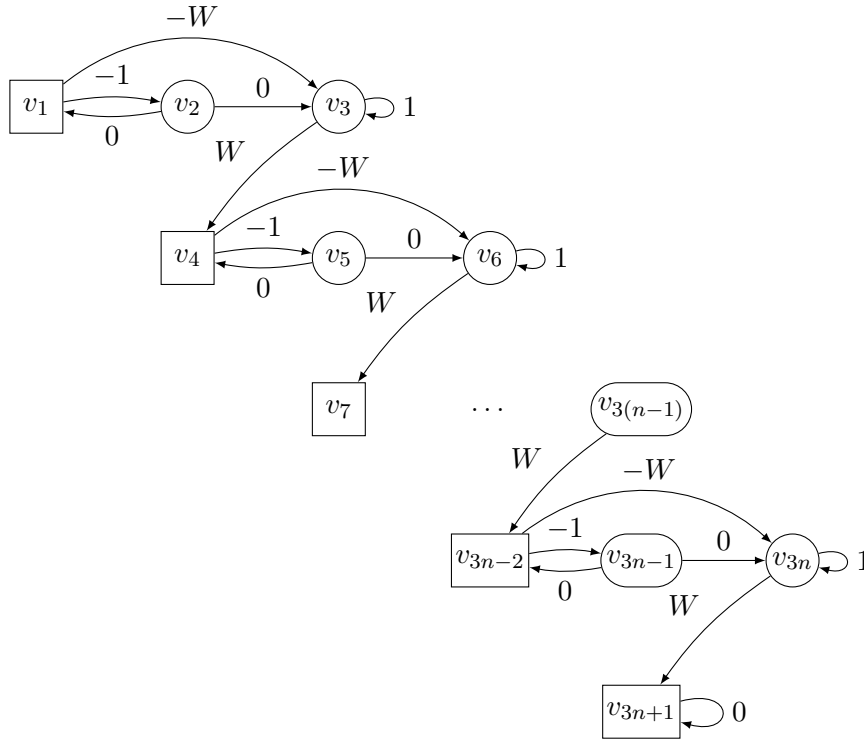 −W
v₁ −1 v₂ 0 v₃ 1
0
W −W
v₄ −1 v₅ 0 v₆ 1
0
W
v₇ ... v₃₍ₙ₋₁₎
W −W
v₃ₙ₋₂ −1 v₃ₙ₋₁ 0 v₃ₙ 1
0
W
v₃ₙ₊₁ 0